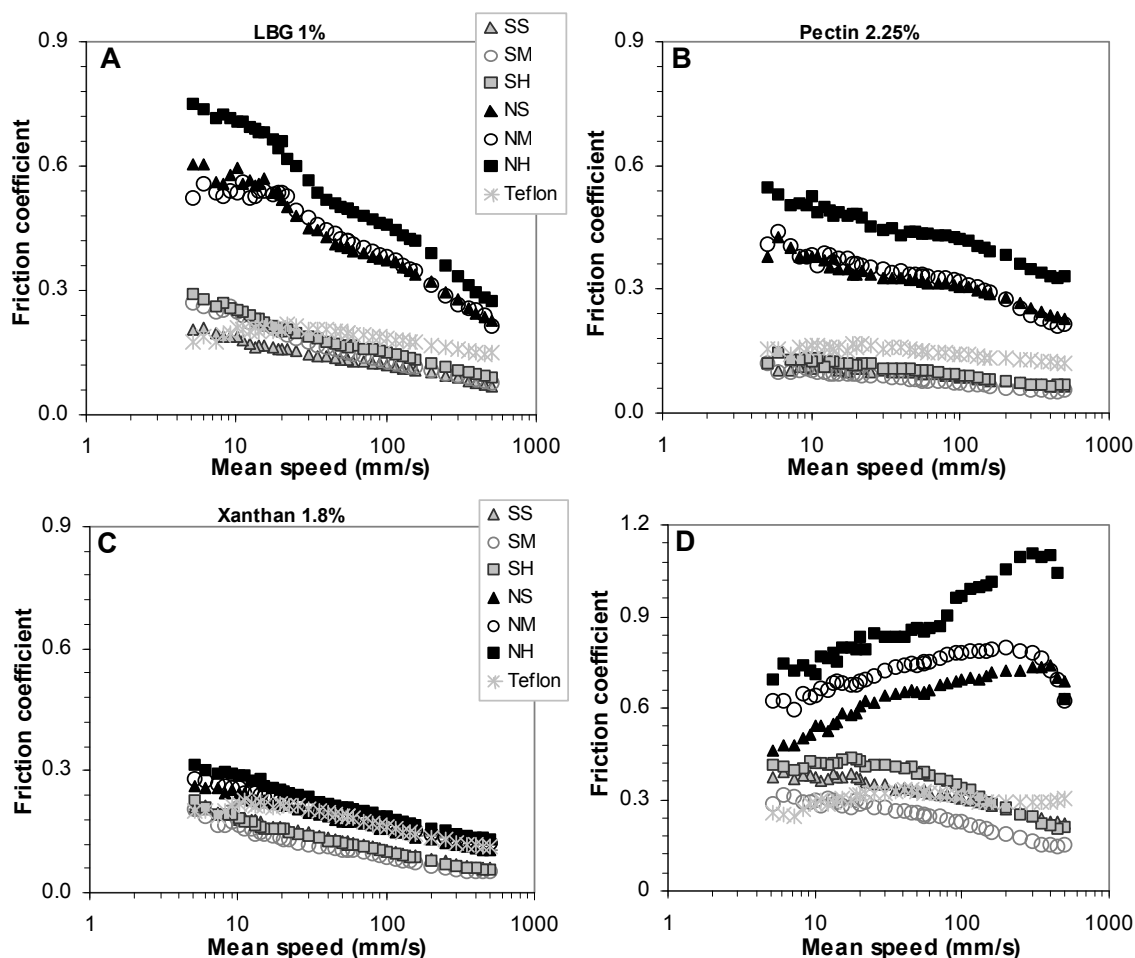 LBG 1%
A
0.9
0.6
0.3
0.0
Friction coefficient
1 10 100 1000
Mean speed (mm/s)
SS
SM
SH
NS
NM
NH
Teflon
Pectin 2.25%
B
0.9
0.6
0.3
0.0
Friction coefficient
1 10 100 1000
Mean speed (mm/s)
Xanthan 1.8%
C
0.9
0.6
0.3
0.0
Friction coefficient
1 10 100 1000
Mean speed (mm/s)
SS
SM
SH
NS
NM
NH
Teflon
D
1.2
0.9
0.6
0.3
0
Friction coefficient
1 10 100 1000
Mean speed (mm/s)